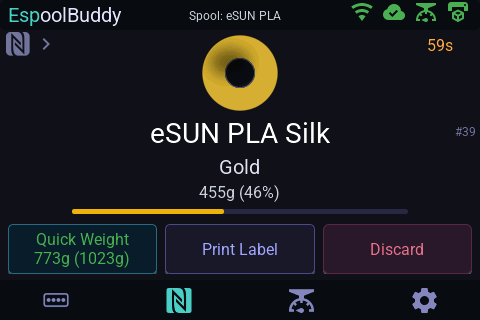 EspoolBuddy
Spool: eSUN PLA
59s
eSUN PLA Silk
#39
Gold
455g (46%)
Quick Weight
773g (1023g)
Print Label
Discard